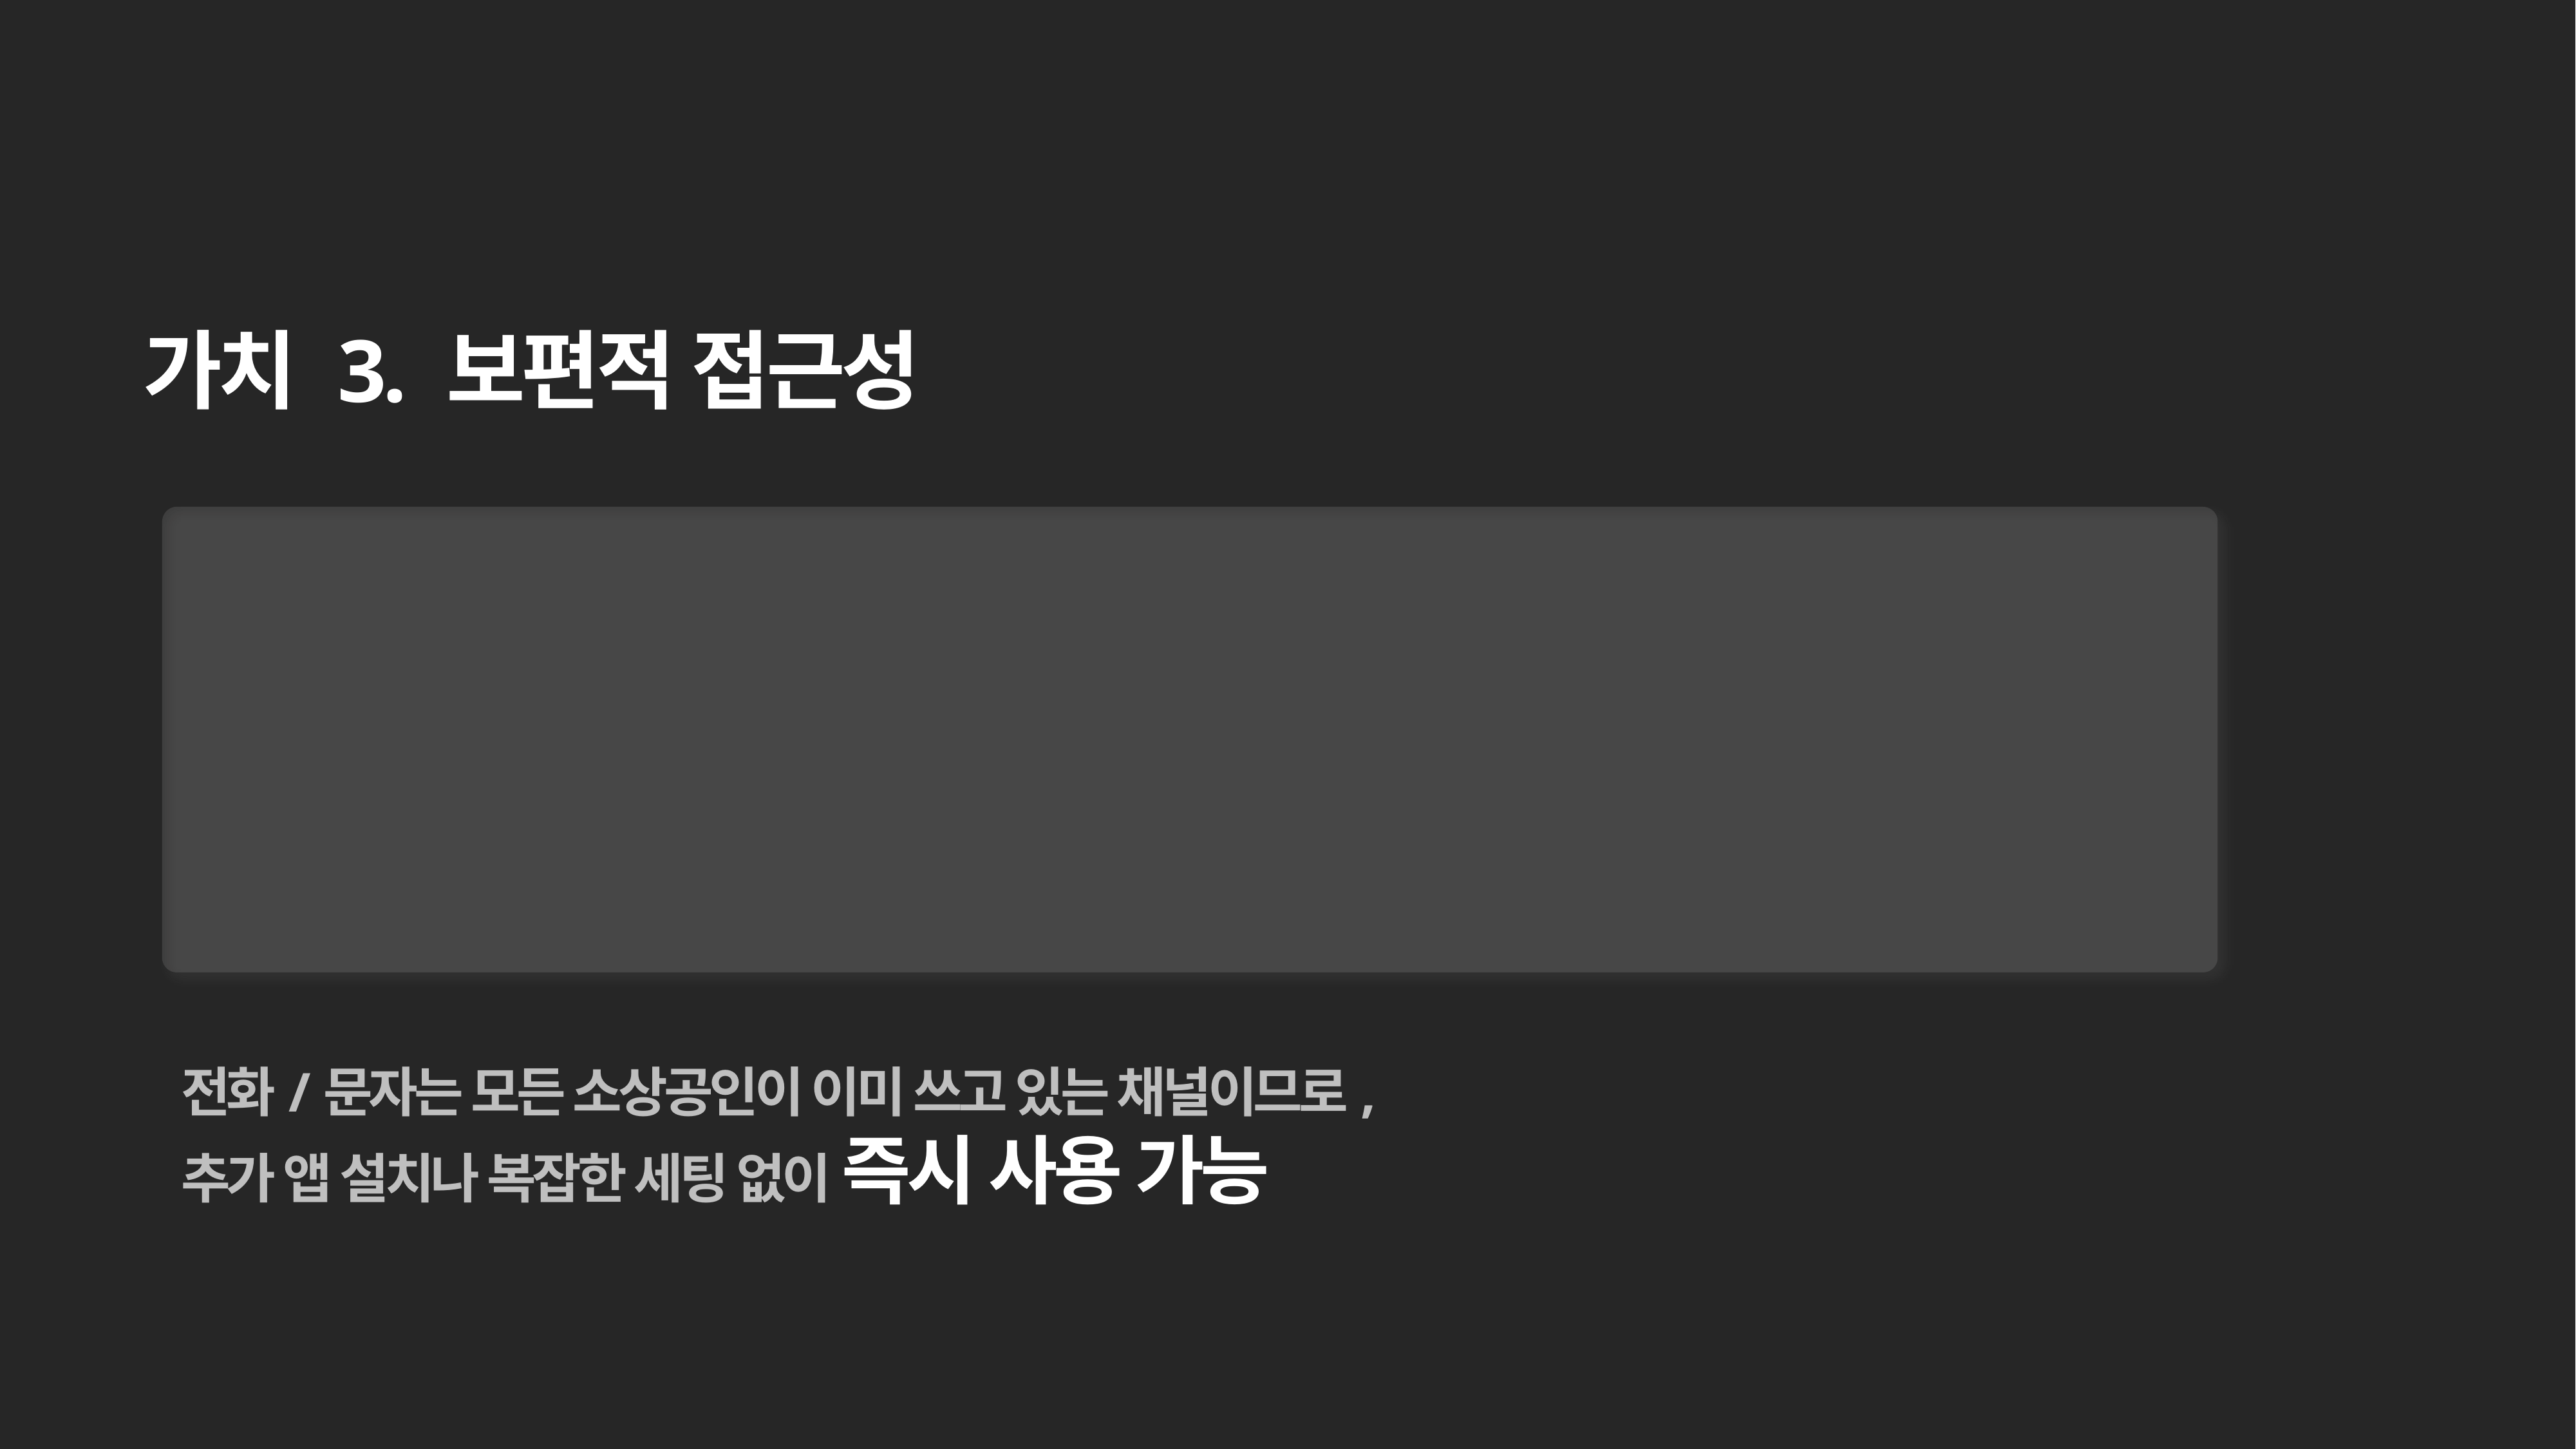 가치 3. 보편적 접근성
전화 / 문자는 모든 소상공인이 이미 쓰고 있는 채널이므로 ,
추가 앱 설치나 복잡한 세팅 없이 즉시 사용 가능